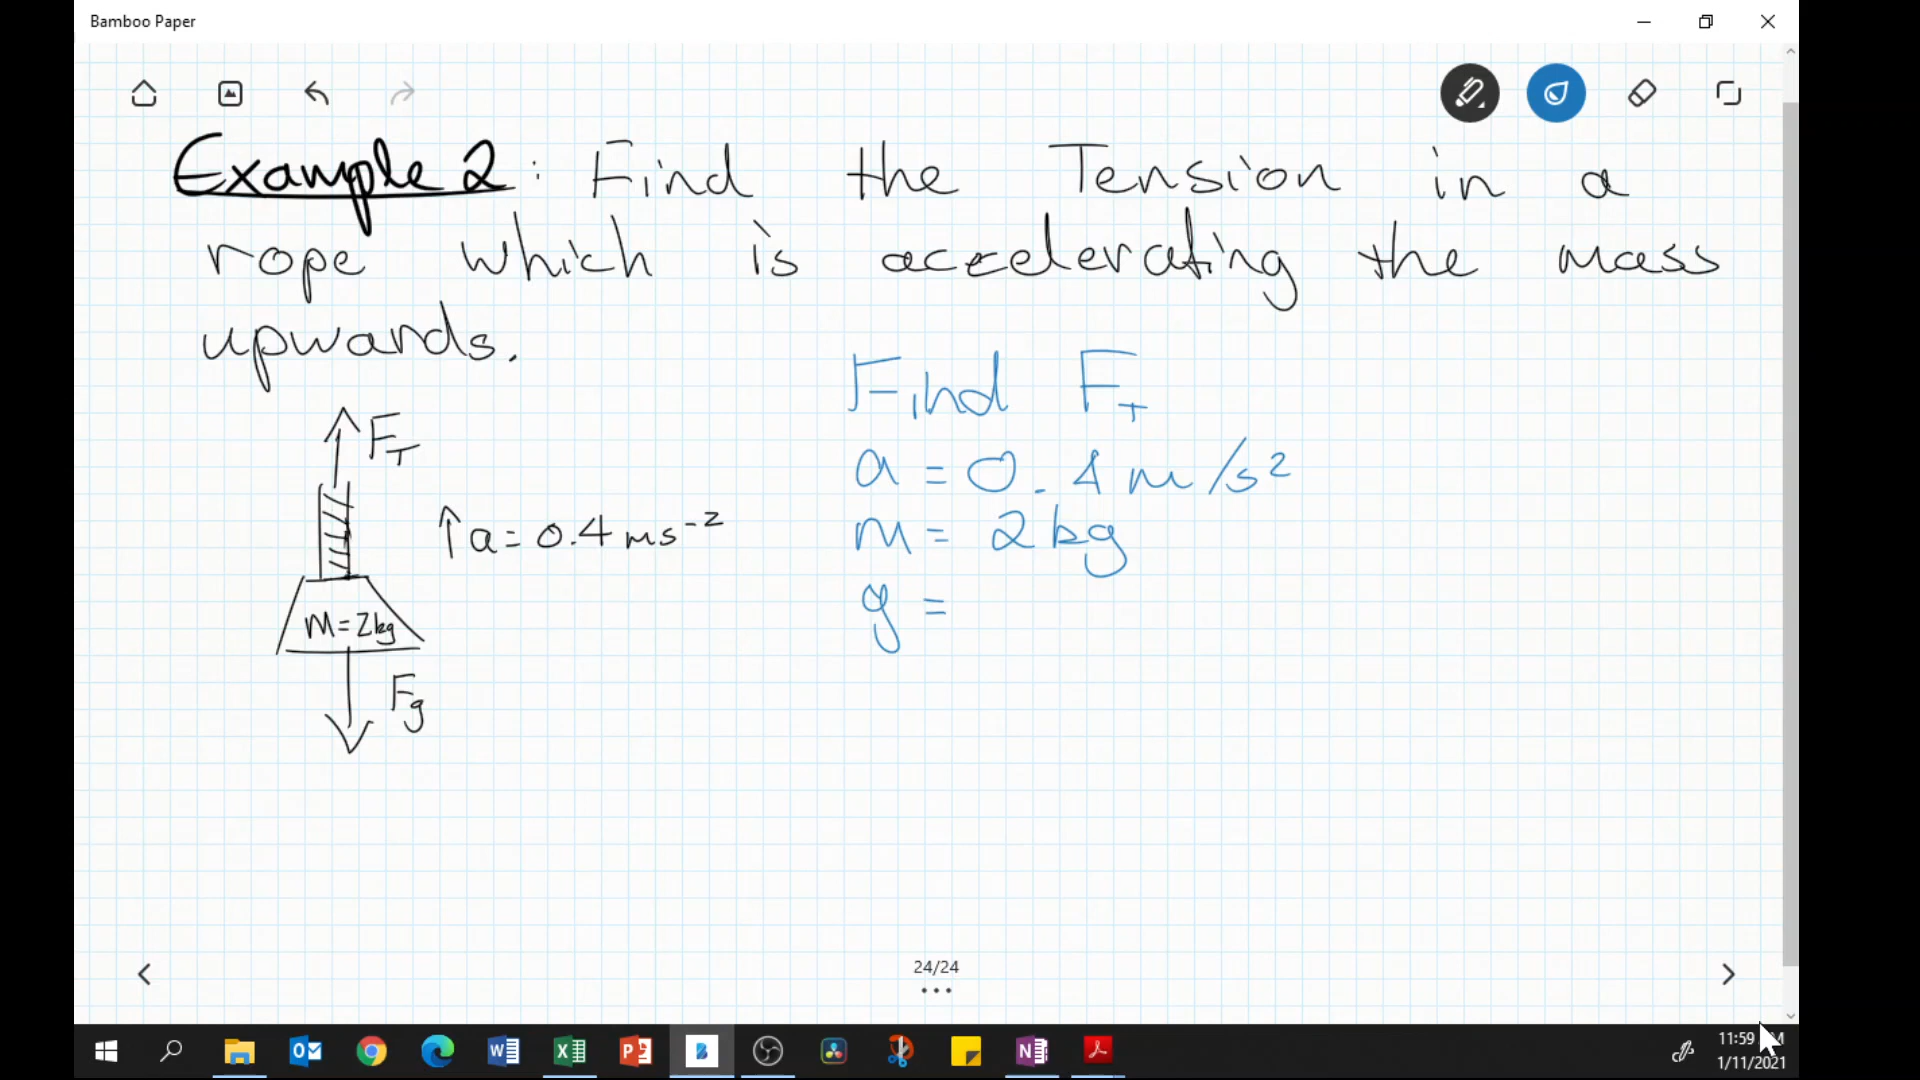 Bamboo Paper
Example 2: Find the Tension in a
rope which is accelerating the mass
upwards.
Find F_T
F_T
a = 0.4 m/s²
↑a = 0.4 ms⁻²
m = 2kg
g =
m = 2kg
F_g
24/24
11:59
1/11/2021